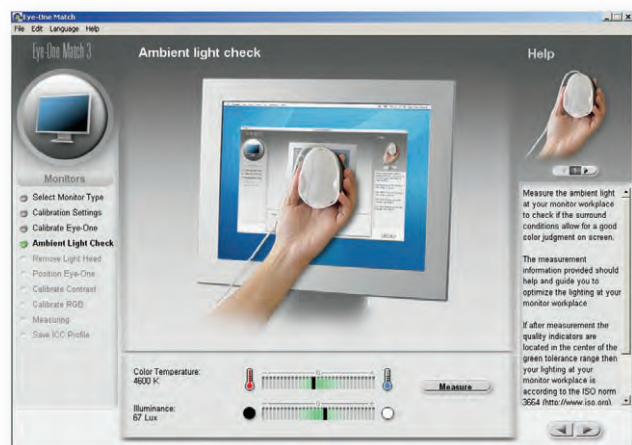 Eye-One Match
File Edit Language Help
Eye-One Match 3
Ambient light check
Help
Monitors
Select Monitor Type
Calibration Settings
Calibrate Eye-One
Ambient Light Check
Remove Light Head
Position Eye-One
Calibrate Contrast
Calibrate RGB
Measuring
Save ICC Profile
Measure the ambient light
at your monitor workplace
to check if the surround
conditions allow for a good
color judgment on screen.
The measurement
information provided should
help and guide you to
optimize the lighting at your
monitor workplace
If after measurement the
quality indicators are
located in the center of the
green tolerance range then
your lighting at your
monitor workplace is
according to the ISO norm
3664 (http://www.iso.org).
Color Temperature:
4600 K
Measure
Illuminance:
67 Lux